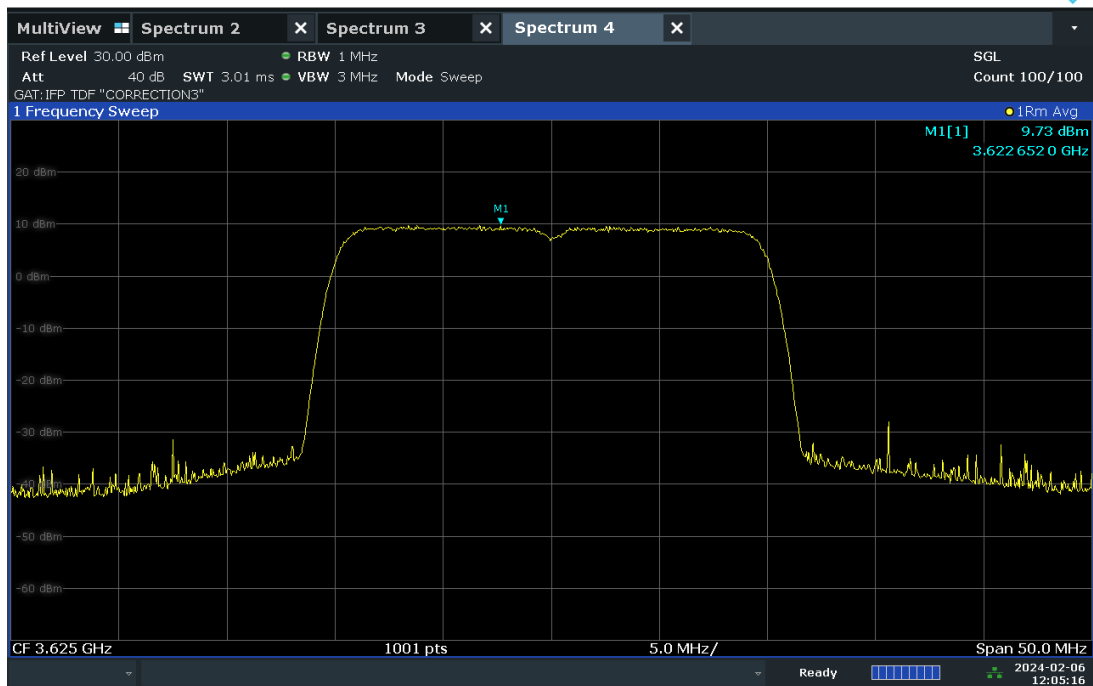 MultiView Spectrum 2 X Spectrum 3 X Spectrum 4 X
Ref Level 30.00 dBm RBW 1 MHz SGL
Att 40 dB SWT 3.01 ms VBW 3 MHz Mode Sweep Count 100/100
GAT:IFP TDF "CORRECTION3"
1 Frequency Sweep 1Rm Avg
M1[1] 9.73 dBm
3.622 652 0 GHz
20 dBm
M1
10 dBm
0 dBm
-10 dBm
-20 dBm
-30 dBm
-40 dBm
-50 dBm
-60 dBm
CF 3.625 GHz 1001 pts 5.0 MHz/ Span 50.0 MHz
Ready 2024-02-06
12:05:16